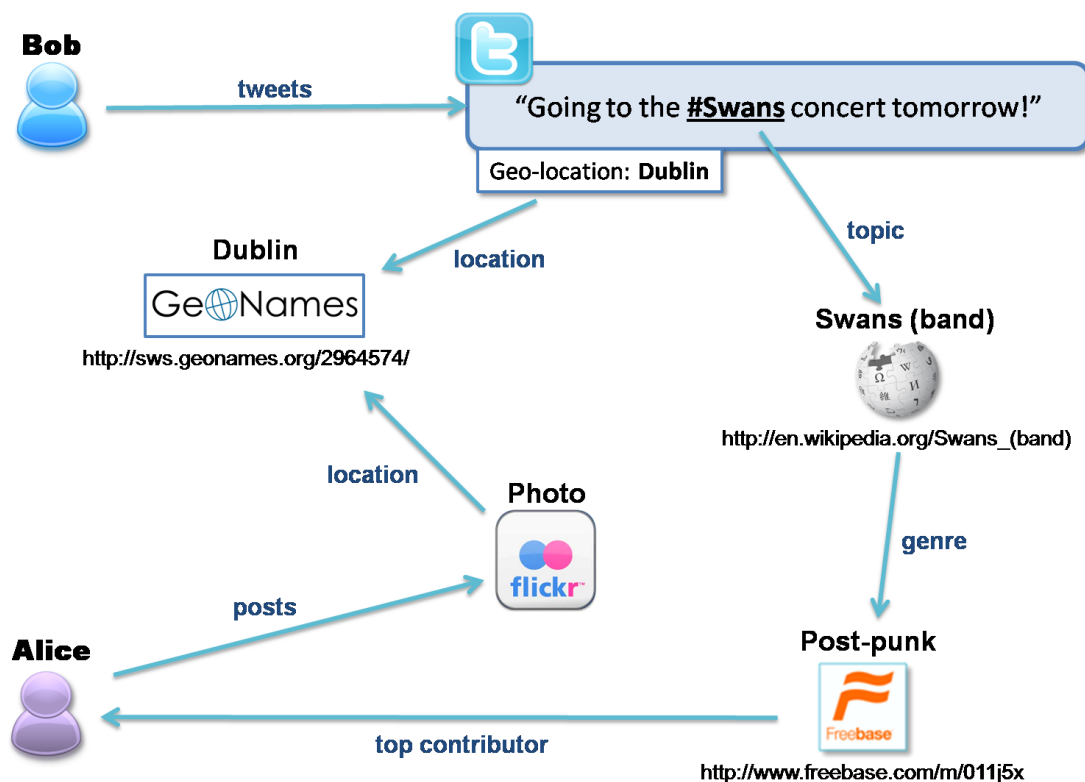 Bob
tweets
“Going to the #Swans concert tomorrow!”
Geo-location: Dublin
location
topic
Dublin
GeoNames
http://sws.geonames.org/2964574/
Swans (band)
Ω W И
http://en.wikipedia.org/Swans_(band)
location
Photo
flickr™
genre
posts
Alice
Post-punk
Freebase
top contributor
http://www.freebase.com/m/011j5x